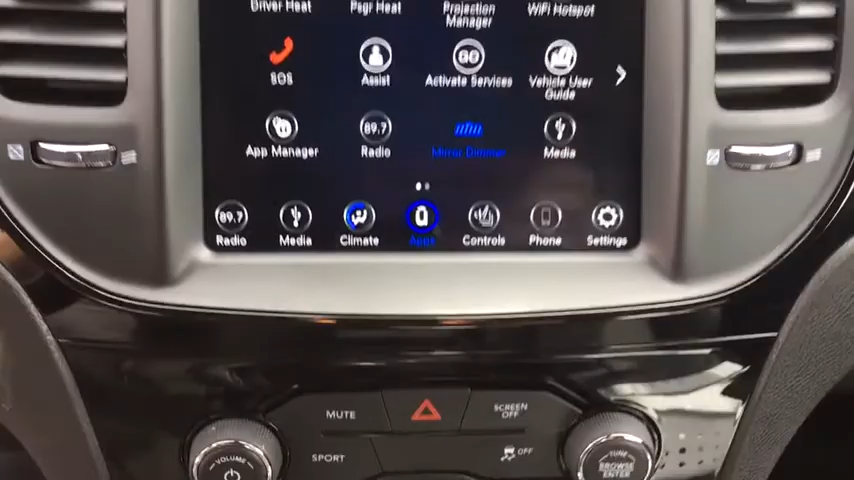 Driver Heat Psgr Heat Projection Manager WiFi Hotspot
SOS Assist GO Activate Services Vehicle User Guide
App Manager 89.7 Radio Mirror Dimmer Media
89.7 Radio Media Climate Apps Controls Phone Settings
MUTE SCREEN OFF
VOLUME SPORT OFF TUNE BROWSE ENTER